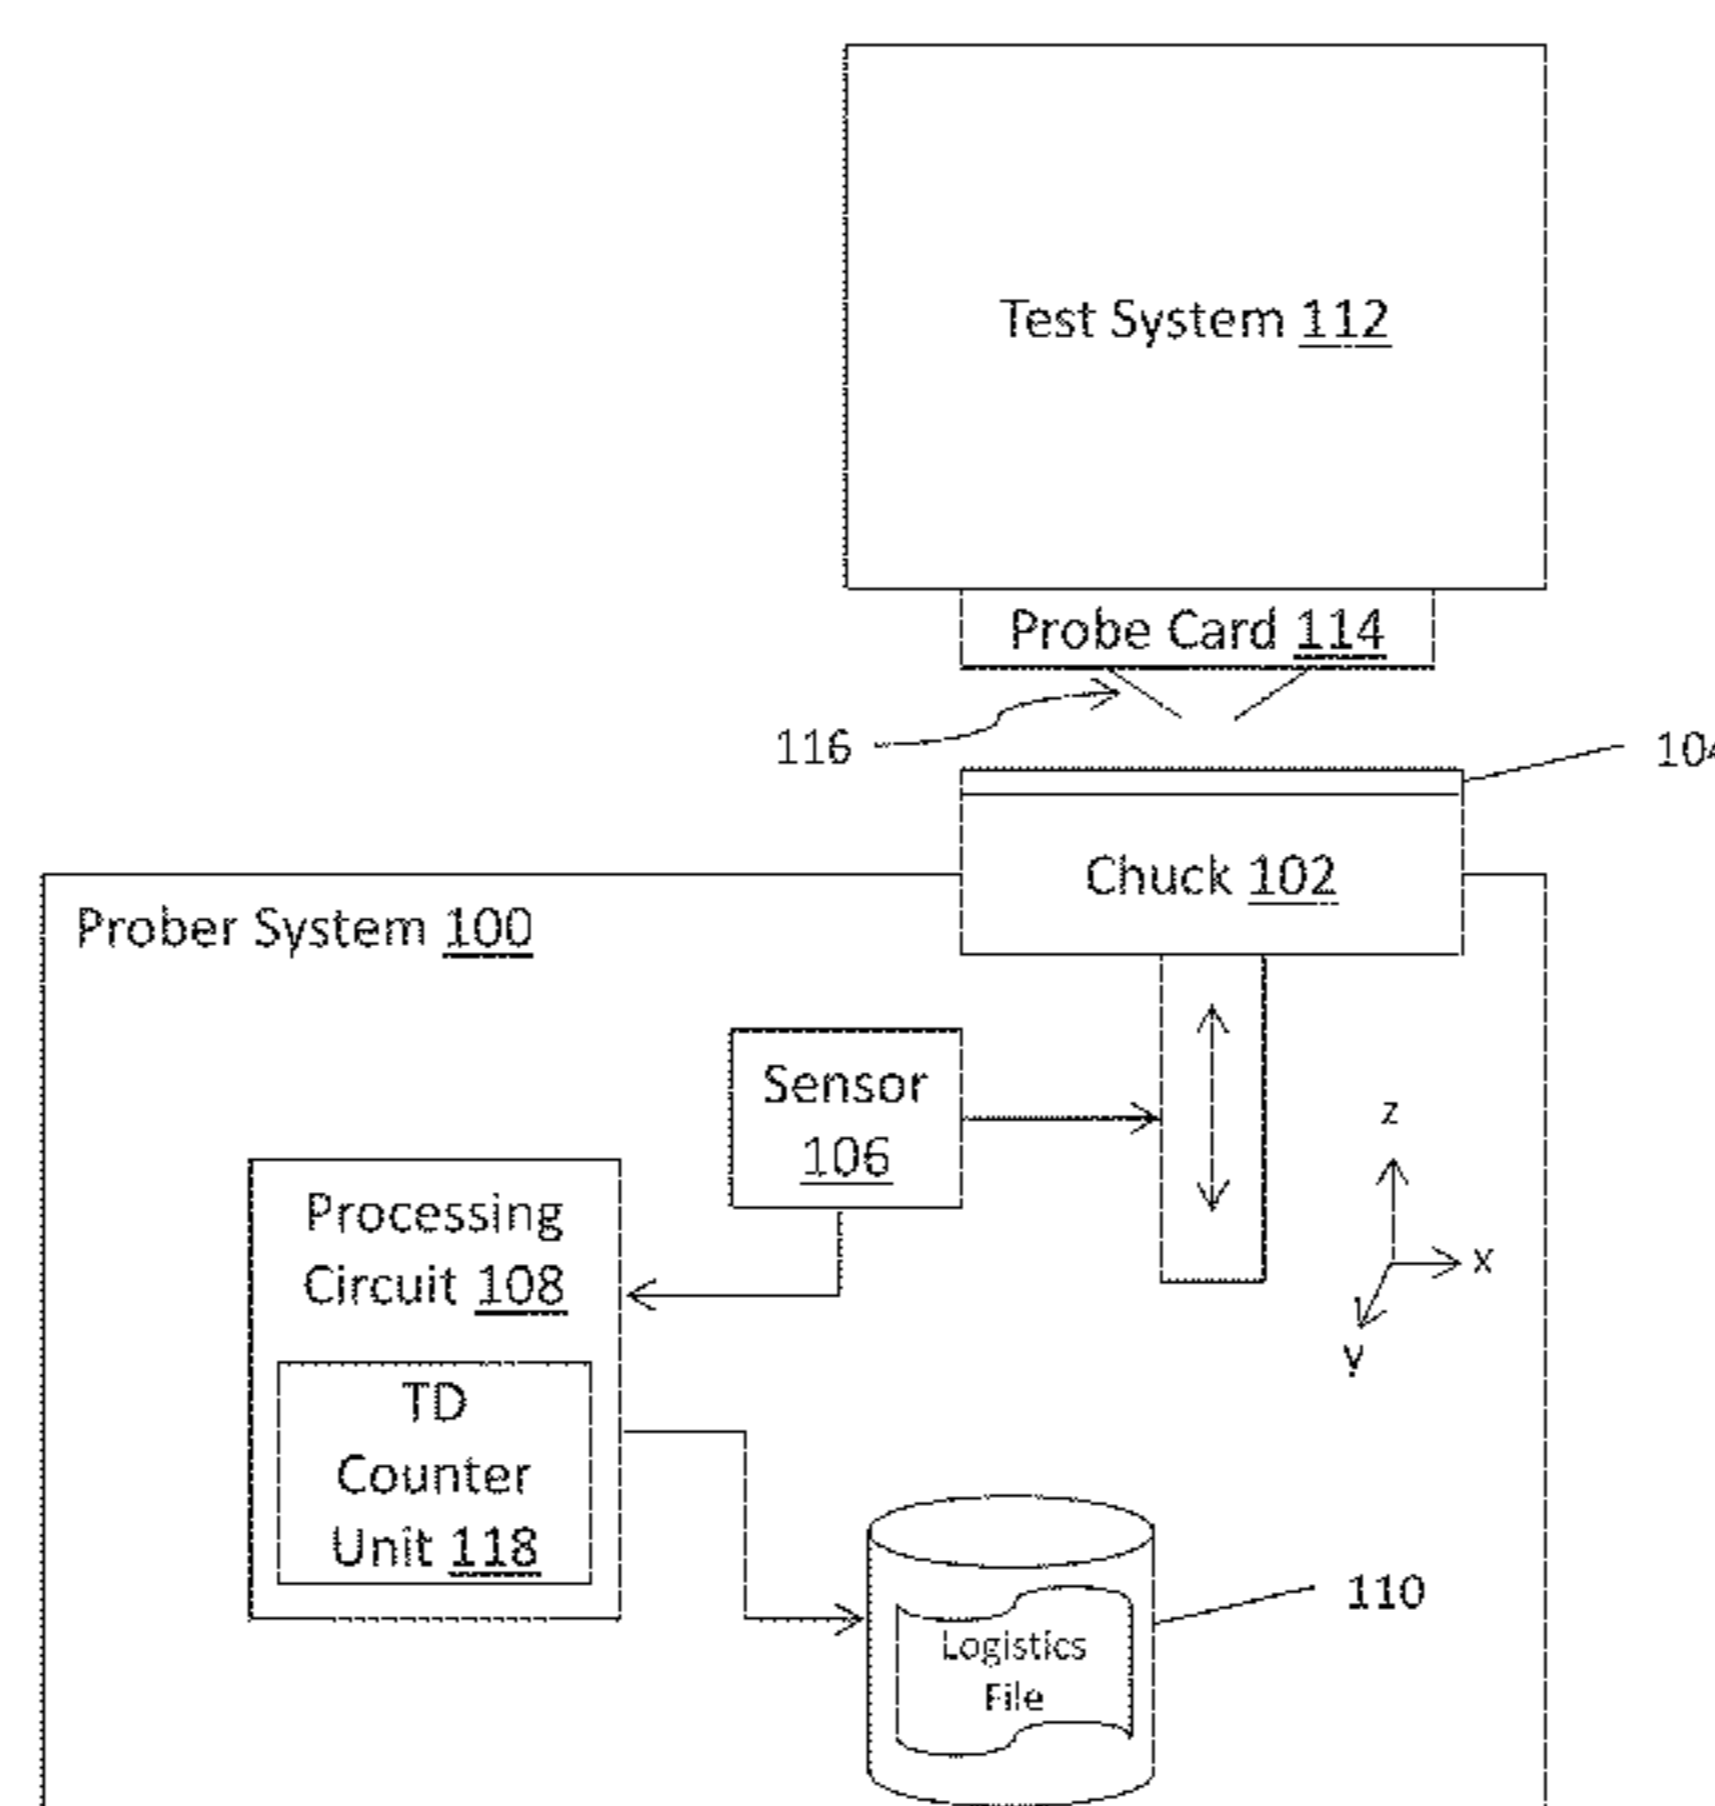 Test System 112
Probe Card 114
116
Chuck 102
Prober System 100
Sensor
106
z
x
y
Processing
Circuit 108
TD
Counter
Unit 118
110
Logistics
File